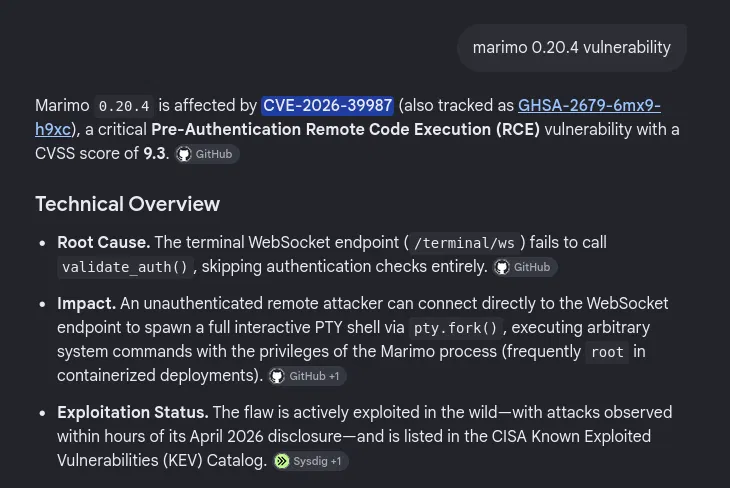 marimo 0.20.4 vulnerability
Marimo 0.20.4 is affected by CVE-2026-39987 (also tracked as GHSA-2679-6mx9-
h9xc), a critical Pre-Authentication Remote Code Execution (RCE) vulnerability with a
CVSS score of 9.3. GitHub
Technical Overview
• Root Cause. The terminal WebSocket endpoint ( /terminal/ws ) fails to call
validate_auth() , skipping authentication checks entirely. GitHub
• Impact. An unauthenticated remote attacker can connect directly to the WebSocket
endpoint to spawn a full interactive PTY shell via pty.fork() , executing arbitrary
system commands with the privileges of the Marimo process (frequently root in
containerized deployments). GitHub +1
• Exploitation Status. The flaw is actively exploited in the wild—with attacks observed
within hours of its April 2026 disclosure—and is listed in the CISA Known Exploited
Vulnerabilities (KEV) Catalog. Sysdig +1